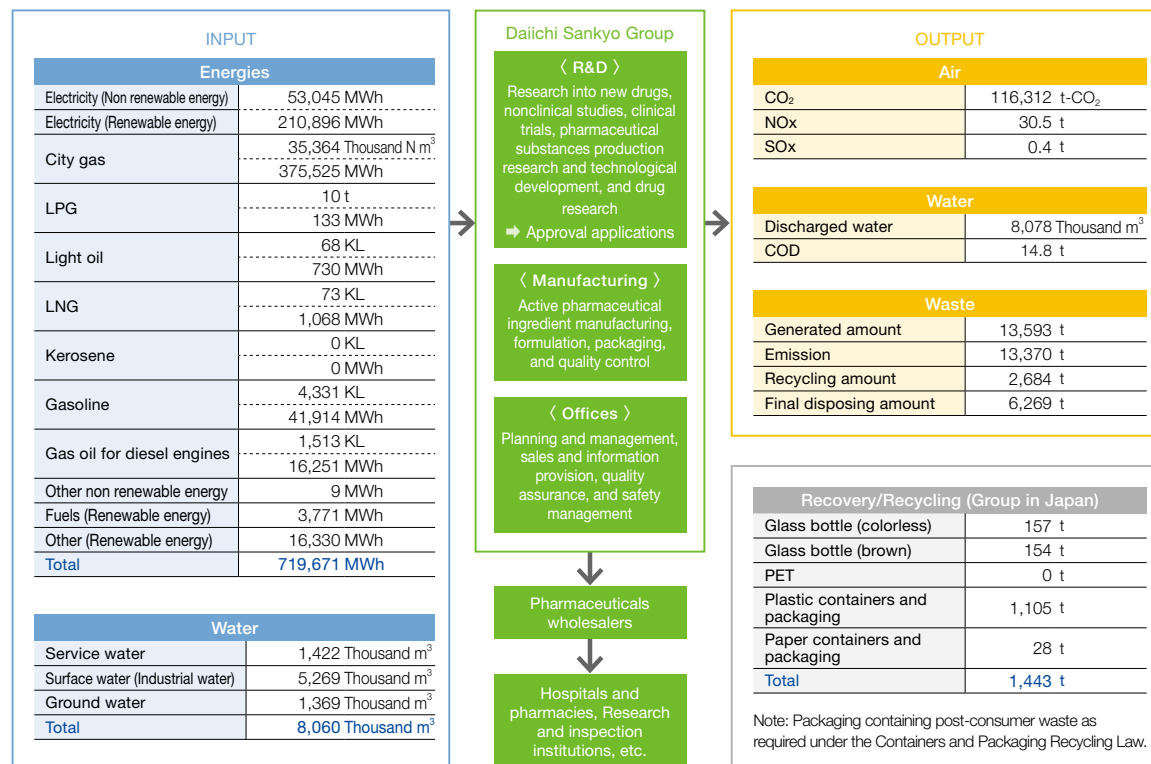 INPUT
Energies
Electricity (Non renewable energy) 53,045 MWh
Electricity (Renewable energy) 210,896 MWh
City gas 35,364 Thousand N m³
375,525 MWh
LPG 10 t
133 MWh
Light oil 68 KL
730 MWh
LNG 73 KL
1,068 MWh
Kerosene 0 KL
0 MWh
Gasoline 4,331 KL
41,914 MWh
Gas oil for diesel engines 1,513 KL
16,251 MWh
Other non renewable energy 9 MWh
Fuels (Renewable energy) 3,771 MWh
Other (Renewable energy) 16,330 MWh
Total 719,671 MWh
Water
Service water 1,422 Thousand m³
Surface water (Industrial water) 5,269 Thousand m³
Ground water 1,369 Thousand m³
Total 8,060 Thousand m³
Daiichi Sankyo Group
〈 R&D 〉
Research into new drugs,
nonclinical studies, clinical
trials, pharmaceutical
substances production
research and technological
development, and drug
research
➡ Approval applications
〈 Manufacturing 〉
Active pharmaceutical
ingredient manufacturing,
formulation, packaging,
and quality control
〈 Offices 〉
Planning and management,
sales and information
provision, quality
assurance, and safety
management
Pharmaceuticals
wholesalers
Hospitals and
pharmacies, Research
and inspection
institutions, etc.
OUTPUT
Air
CO₂ 116,312 t-CO₂
NOx 30.5 t
SOx 0.4 t
Water
Discharged water 8,078 Thousand m³
COD 14.8 t
Waste
Generated amount 13,593 t
Emission 13,370 t
Recycling amount 2,684 t
Final disposing amount 6,269 t
Recovery/Recycling (Group in Japan)
Glass bottle (colorless) 157 t
Glass bottle (brown) 154 t
PET 0 t
Plastic containers and
packaging 1,105 t
Paper containers and
packaging 28 t
Total 1,443 t
Note: Packaging containing post-consumer waste as
required under the Containers and Packaging Recycling Law.